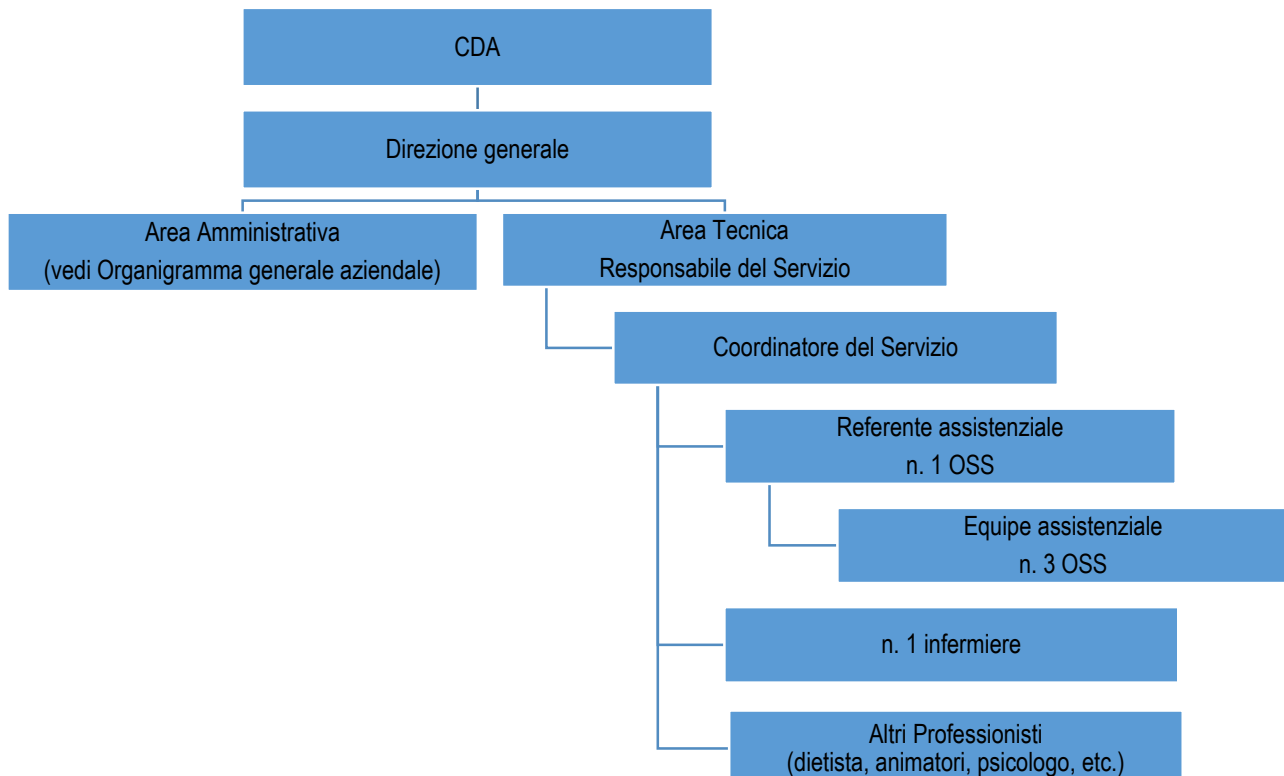 CDA
Direzione generale
Area Amministrativa
(vedi Organigramma generale aziendale)
Area Tecnica
Responsabile del Servizio
Coordinatore del Servizio
Referente assistenziale
n. 1 OSS
Equipe assistenziale
n. 3 OSS
n. 1 infermiere
Altri Professionisti
(dietista, animatori, psicologo, etc.)